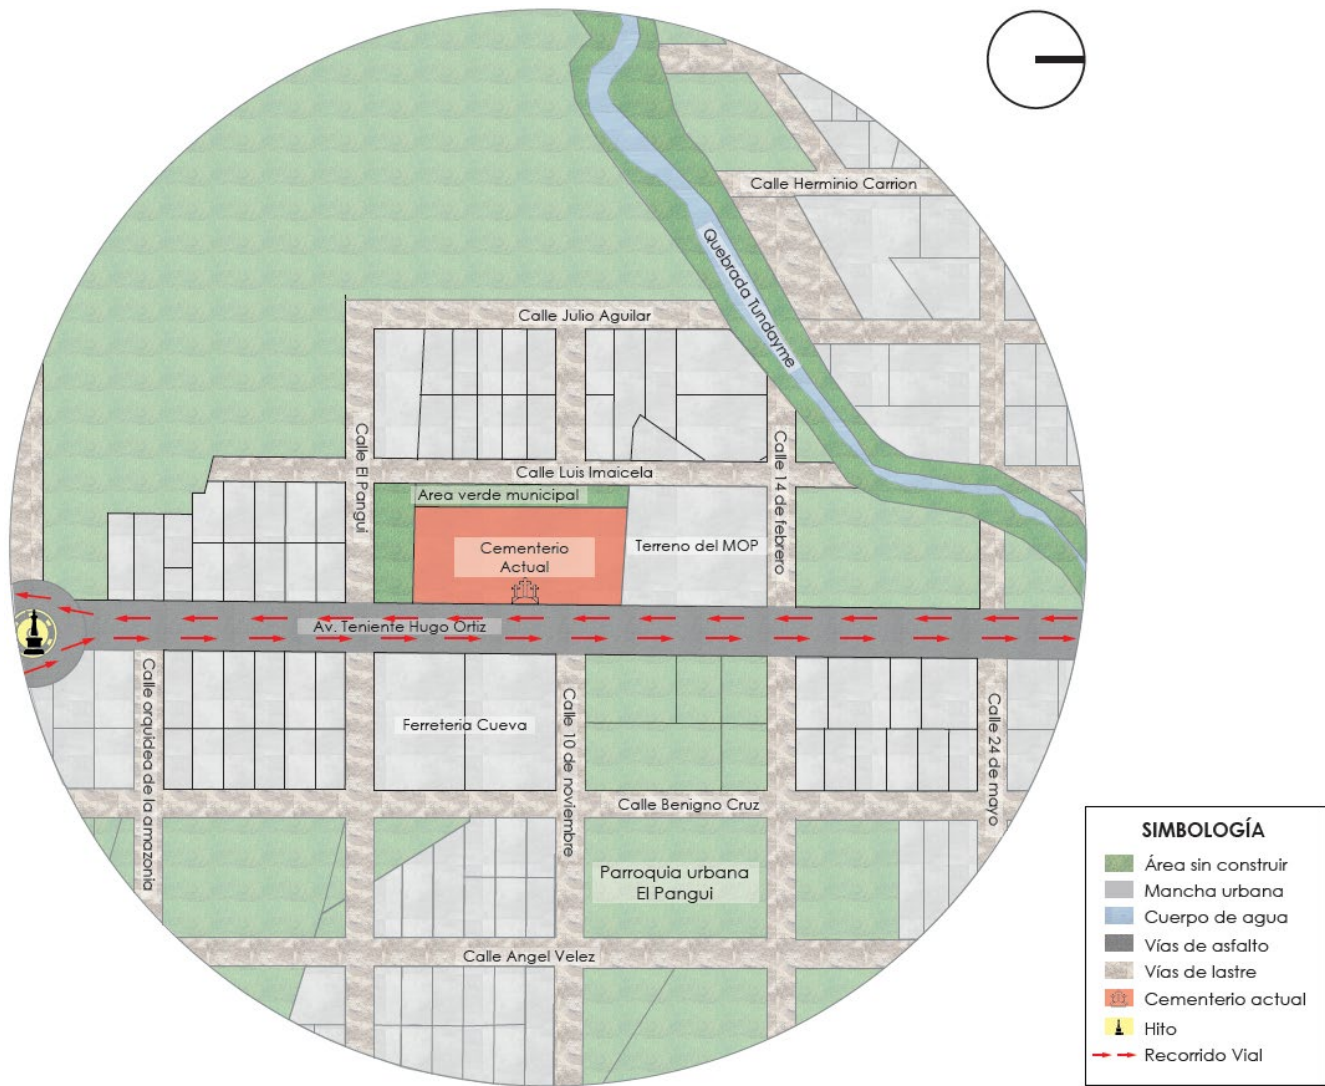 Calle Herminio Carrion
Quebrada Tundayme
Calle Julio Aguilar
Calle El Pangui
Calle Luis Imaicela
Calle 14 de febrero
Area verde municipal
Cementerio
Actual
Terreno del MOP
Av. Teniente Hugo Ortiz
Calle orquidea de la amazonia
Ferreteria Cueva
Calle 10 de noviembre
Calle 24 de mayo
Calle Benigno Cruz
Parroquia urbana
El Pangui
Calle Angel Velez
SIMBOLOGÍA
Área sin construir
Mancha urbana
Cuerpo de agua
Vías de asfalto
Vías de lastre
Cementerio actual
Hito
Recorrido Vial